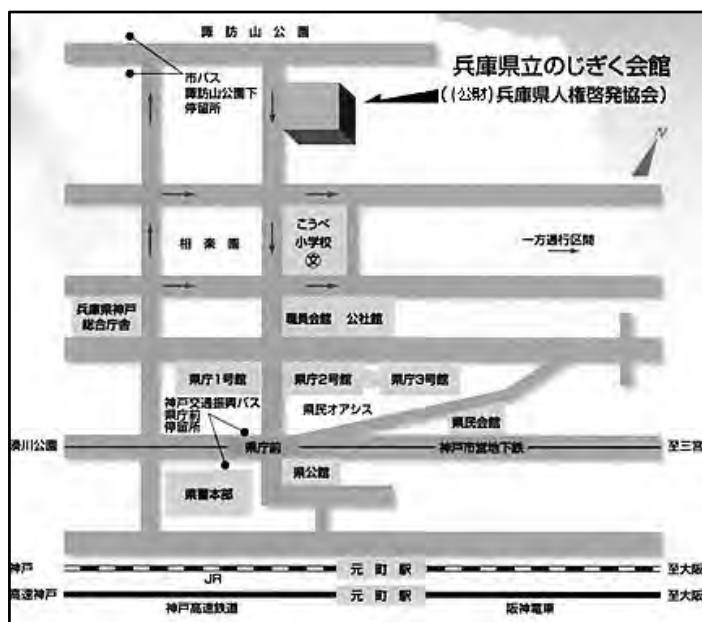 諏訪山公園
兵庫県立のじぎく会館
((公財)兵庫県人権啓発協会)
市バス
諏訪山公園下
停留所
N
こうべ
小学校
文
相楽園
一方通行区間
兵庫県神戸
総合庁舎
職員会館 公社館
県庁1号館
県庁2号館
県庁3号館
神戸交通振興バス
県庁前
停留所
県民オアシス
県民会館
湊川公園
県庁前
神戸市営地下鉄
至三宮
県公館
県警本部
神戸
元町駅
至大阪
JR
高速神戸
元町駅
至大阪
神戸高速鉄道
阪神電車